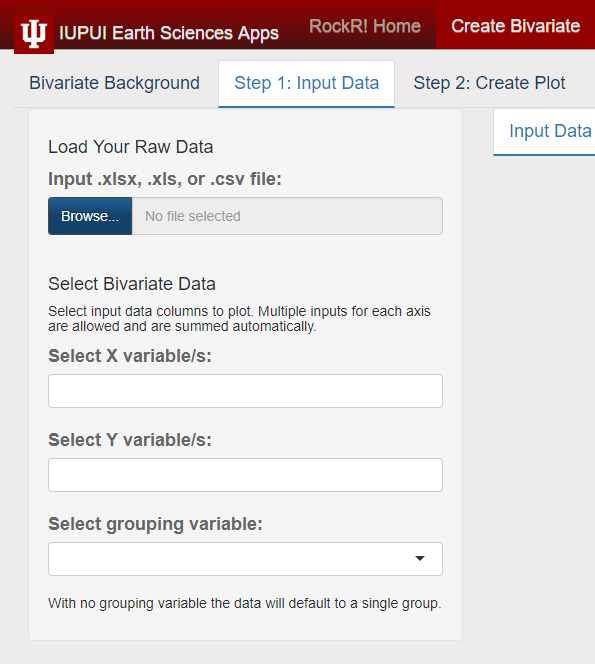 IUPUI Earth Sciences Apps
RockR! Home
Create Bivariate
Bivariate Background
Step 1: Input Data
Step 2: Create Plot
Load Your Raw Data
Input .xlsx, .xls, or .csv file:
Browse...
No file selected
Select Bivariate Data
Select input data columns to plot. Multiple inputs for each axis
are allowed and are summed automatically.
Select X variable/s:
Select Y variable/s:
Select grouping variable:
With no grouping variable the data will default to a single group.
Input Data